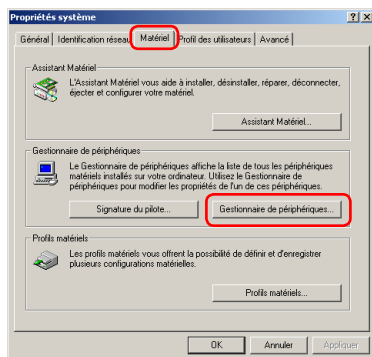 Propriétés système
Général
Identification réseau
Matériel
Profil des utilisateurs
Avancé
Assistant Matériel
L'Assistant Matériel vous aide à installer, désinstaller, réparer, déconnecter,
éjecter et configurer votre matériel.
Assistant Matériel...
Gestionnaire de périphériques
Le Gestionnaire de périphériques affiche la liste de tous les périphériques
matériels installés sur votre ordinateur. Utilisez le Gestionnaire de
périphériques pour modifier les propriétés de l'un de ces périphériques.
Signature du pilote...
Gestionnaire de périphériques...
Profils matériels
Les profils matériels vous offrent la possibilité de définir et d'enregistrer
plusieurs configurations matérielles.
Profils matériels...
OK
Annuler
Appliquer